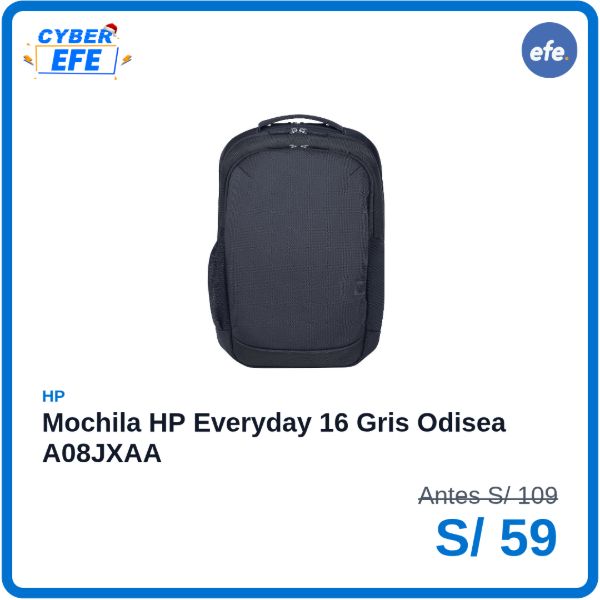 CYBER
EFE
efe.
HP
Mochila HP Everyday 16 Gris Odisea
A08JXAA
Antes S/ 109
S/ 59